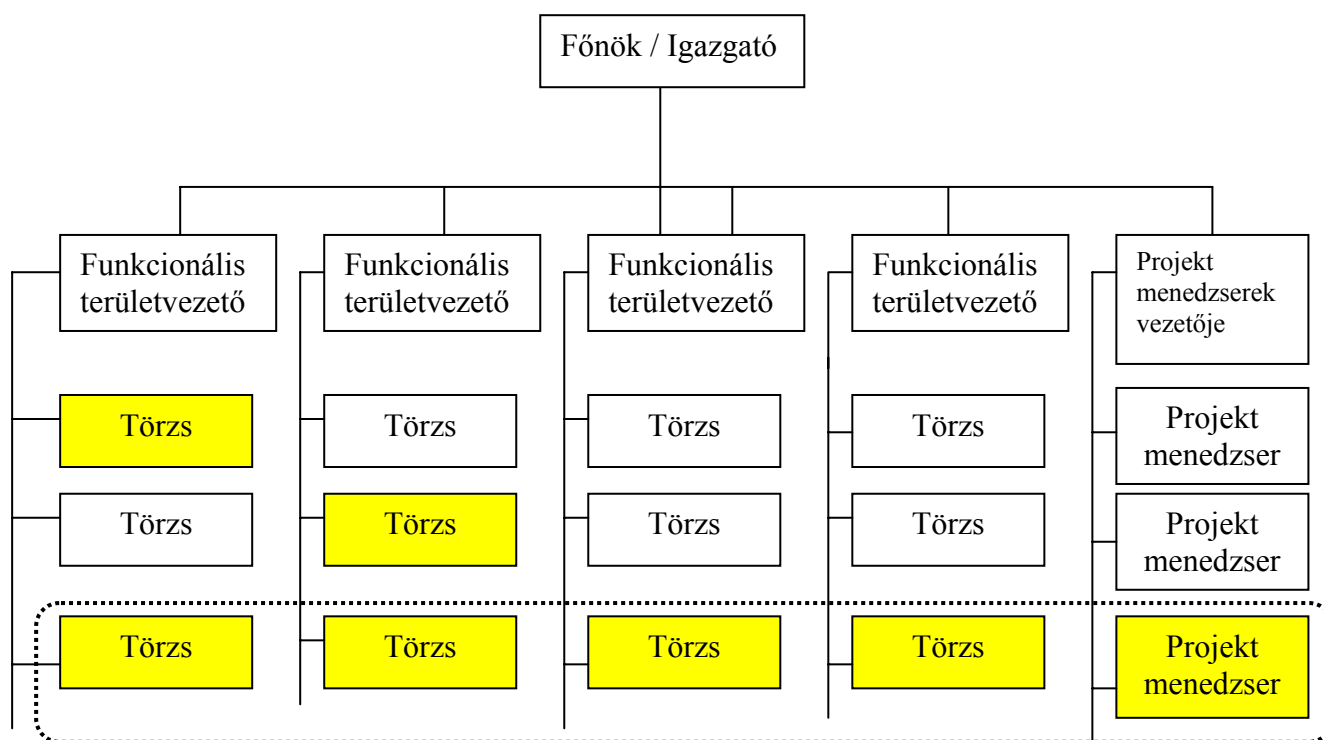 Főnök / Igazgató
Funkcionális
területvezető
Funkcionális
területvezető
Funkcionális
területvezető
Funkcionális
területvezető
Projekt
menedzserek
vezetője
Törzs
Törzs
Törzs
Törzs
Projekt
menedzser
Törzs
Törzs
Törzs
Törzs
Projekt
menedzser
Törzs
Törzs
Törzs
Törzs
Projekt
menedzser